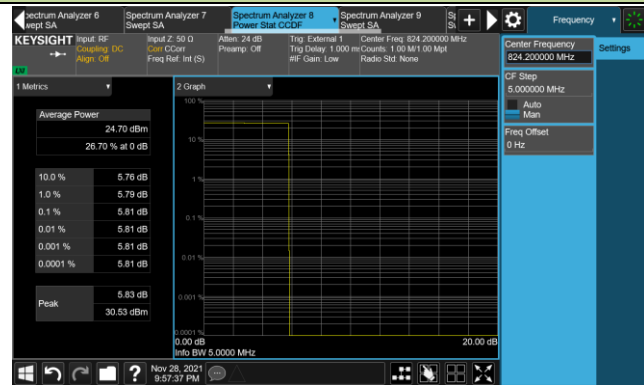 Spectrum Analyzer 6
Swept SA
Spectrum Analyzer 7
Swept SA
Spectrum Analyzer 8
Power Stat CCDF
Spectrum Analyzer 9
Swept SA
Frequency
KEYSIGHT
Input: RF
Coupling: DC
Align: Off
Input Z: 50 Ω
Corr CCorr
Freq Ref: Int (S)
Atten: 24 dB
Preamp: Off
Trig: External 1
Trig Delay: 1.000 ms
#IF Gain: Low
Center Freq: 824.200000 MHz
Counts: 1.00 M/1.00 Mpt
Radio Std: None
LW
Center Frequency
824.200000 MHz
Settings
CF Step
5.000000 MHz
Auto
Man
Freq Offset
0 Hz
1 Metrics
Average Power
24.70 dBm
26.70 % at 0 dB
10.0 % 5.76 dB
1.0 % 5.79 dB
0.1 % 5.81 dB
0.01 % 5.81 dB
0.001 % 5.81 dB
0.0001 % 5.81 dB
Peak 5.83 dB
30.53 dBm
2 Graph
100 %
10 %
1 %
0.1 %
0.01 %
0.001 %
0.0001 %
0.00 dB 20.00 dB
Info BW 5.0000 MHz
Nov 28, 2021
9:57:37 PM